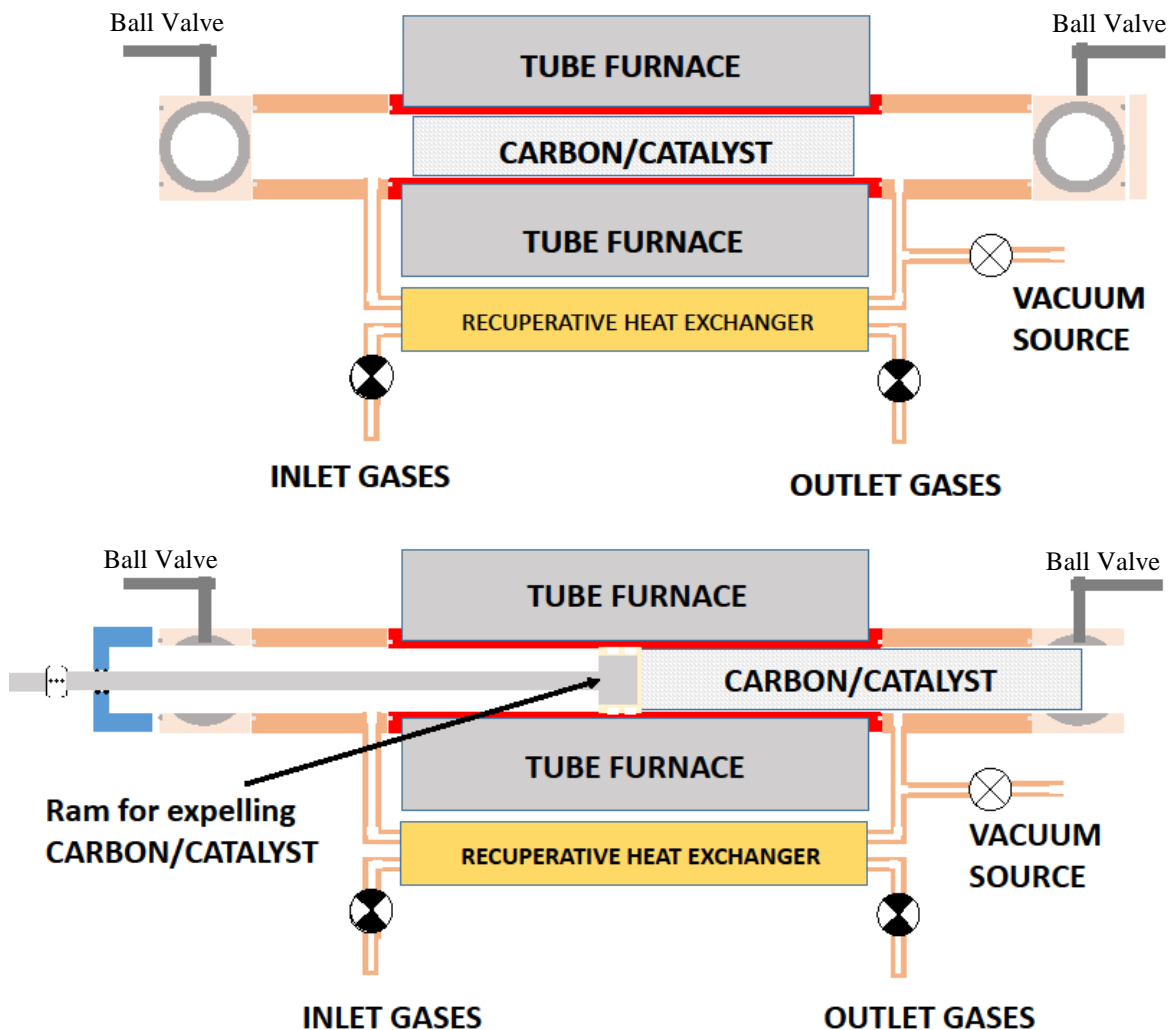 Ball Valve
Ball Valve
TUBE FURNACE
CARBON/CATALYST
TUBE FURNACE
RECUPERATIVE HEAT EXCHANGER
VACUUM
SOURCE
INLET GASES
OUTLET GASES
Ball Valve
Ball Valve
TUBE FURNACE
CARBON/CATALYST
TUBE FURNACE
Ram for expelling
CARBON/CATALYST
RECUPERATIVE HEAT EXCHANGER
VACUUM
SOURCE
INLET GASES
OUTLET GASES